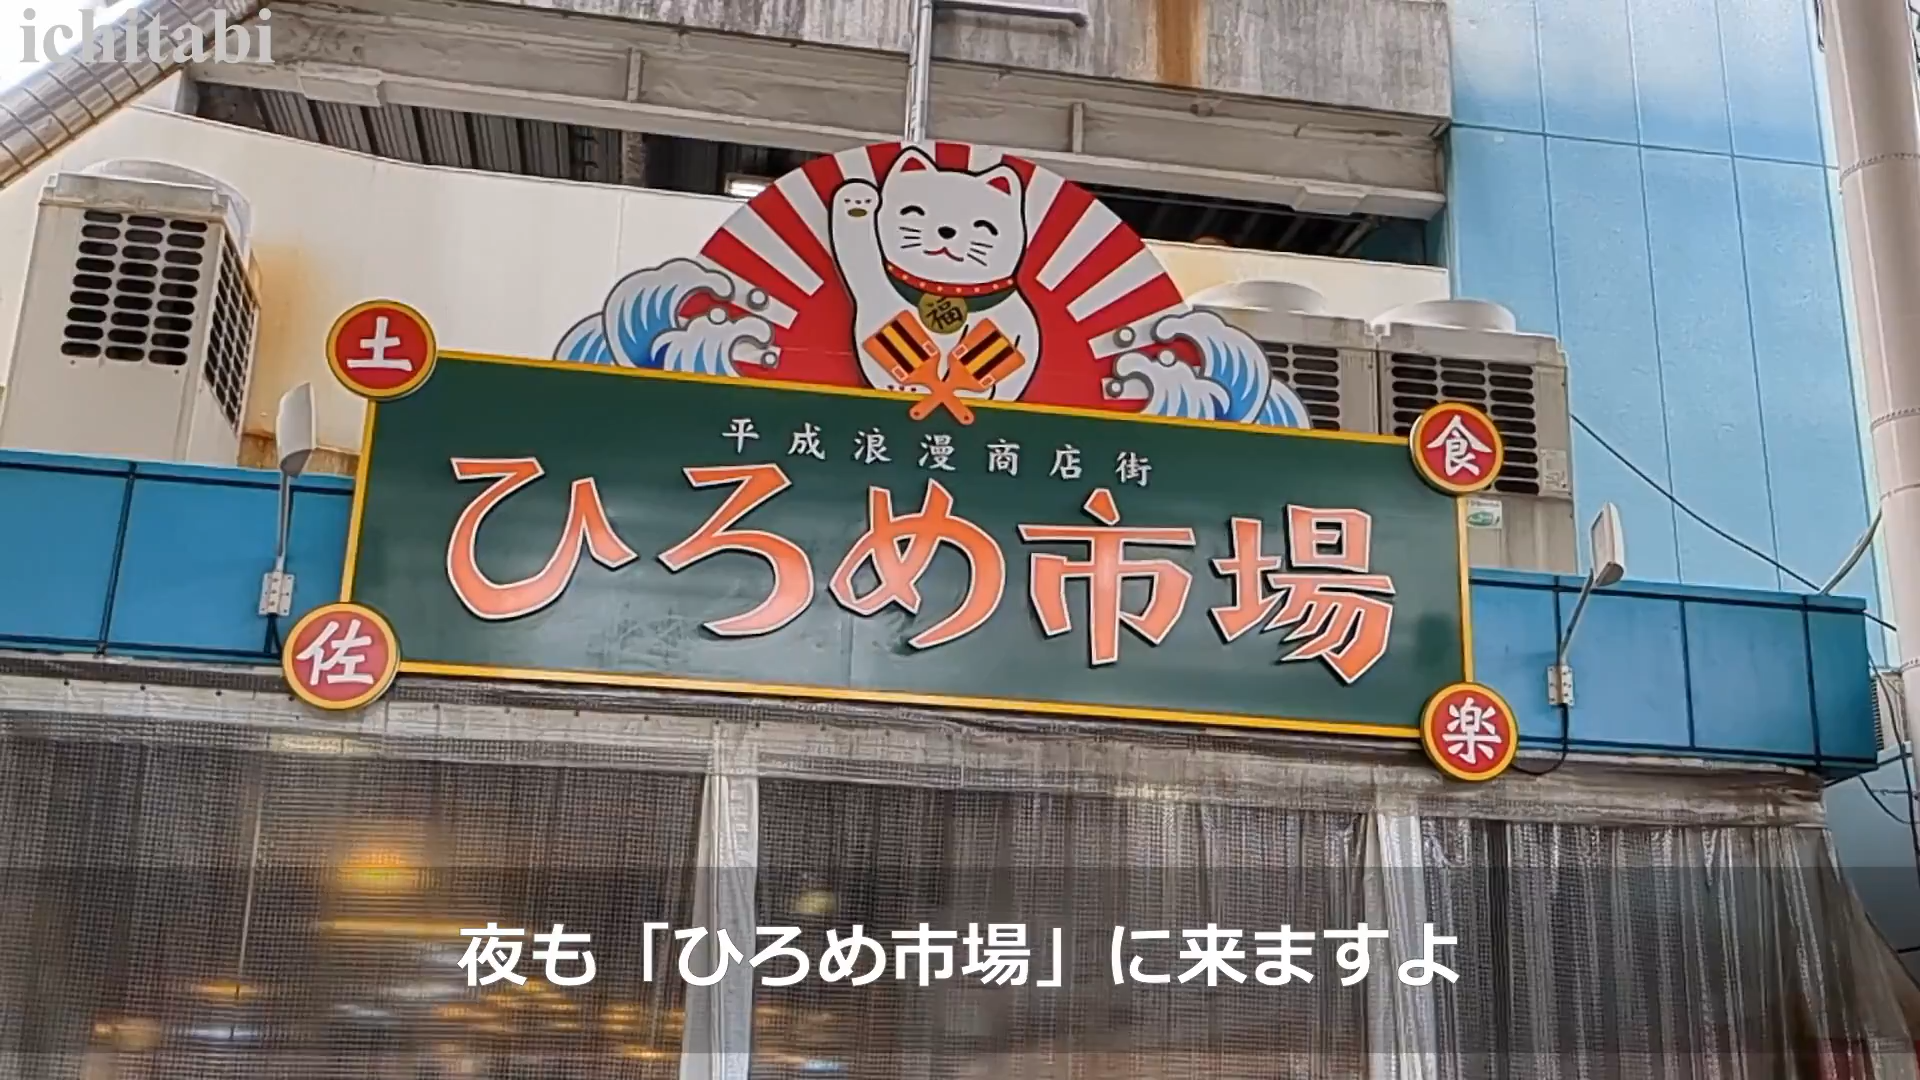 ichitabi
福
土
食
平成浪漫商店街
ひろめ市場
佐
楽
夜も「ひろめ市場」に来ますよ